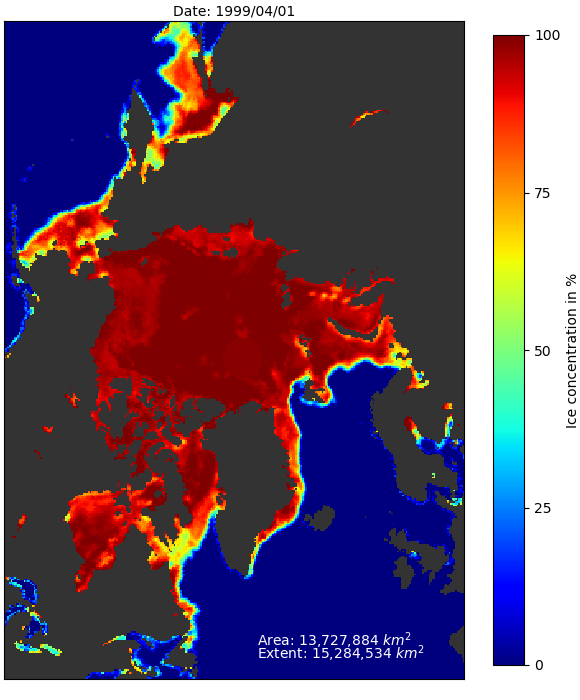 Date: 1999/04/01
100
75
50
25
0
Ice concentration in %
Area: 13,727,884 km²
Extent: 15,284,534 km²